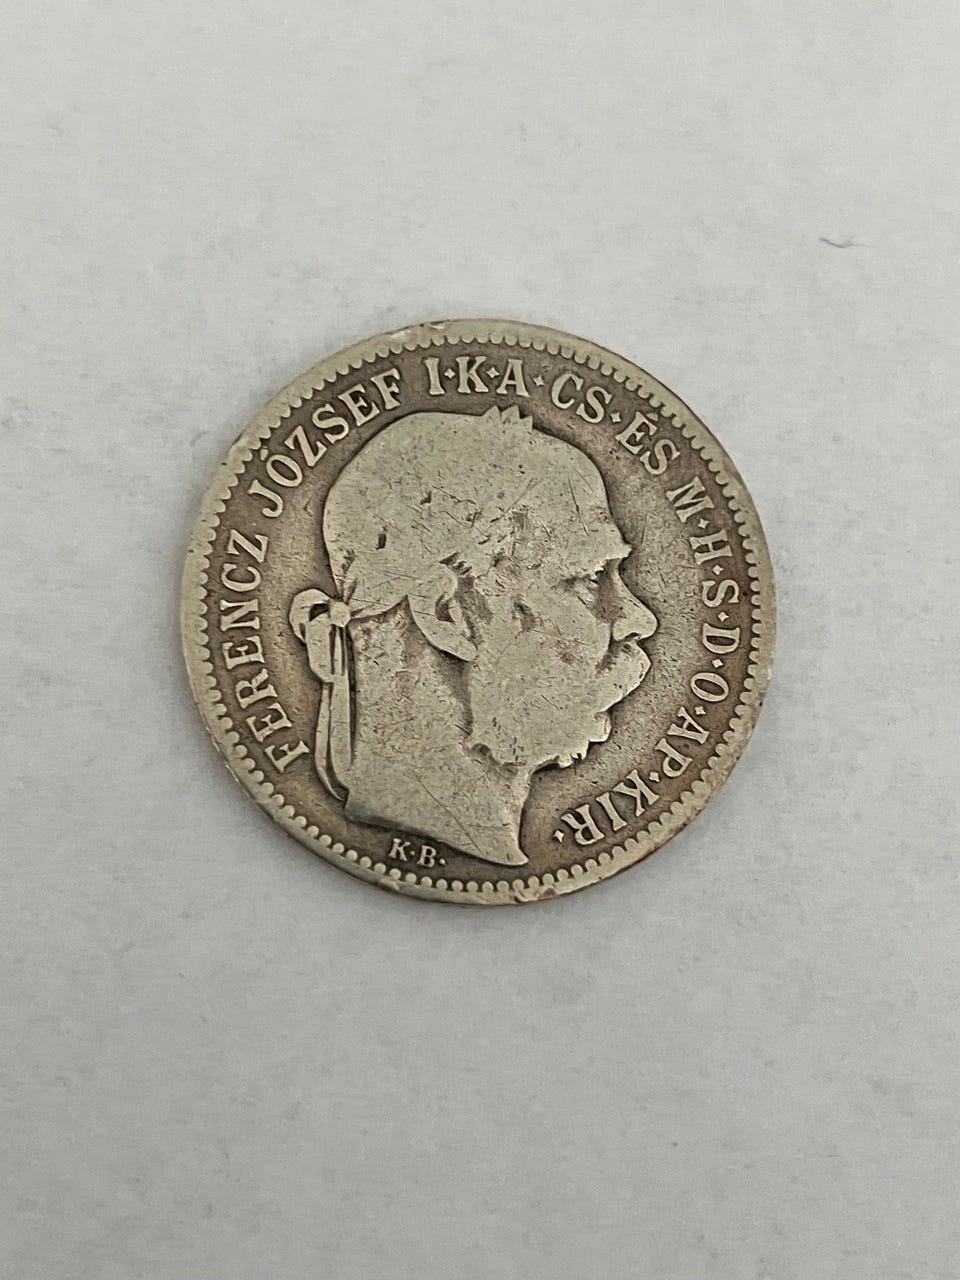 FERENCZ JÓZSEF I·K·A·CS·ÉS M·H·S·D·O·AP·KIR·
K·B·